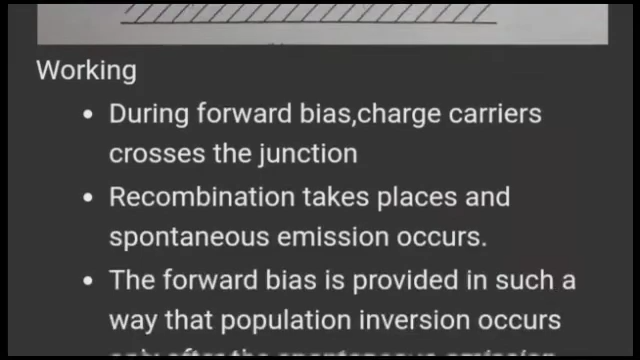 Working
• During forward bias,charge carriers
crosses the junction
• Recombination takes places and
spontaneous emission occurs.
• The forward bias is provided in such a
way that population inversion occurs